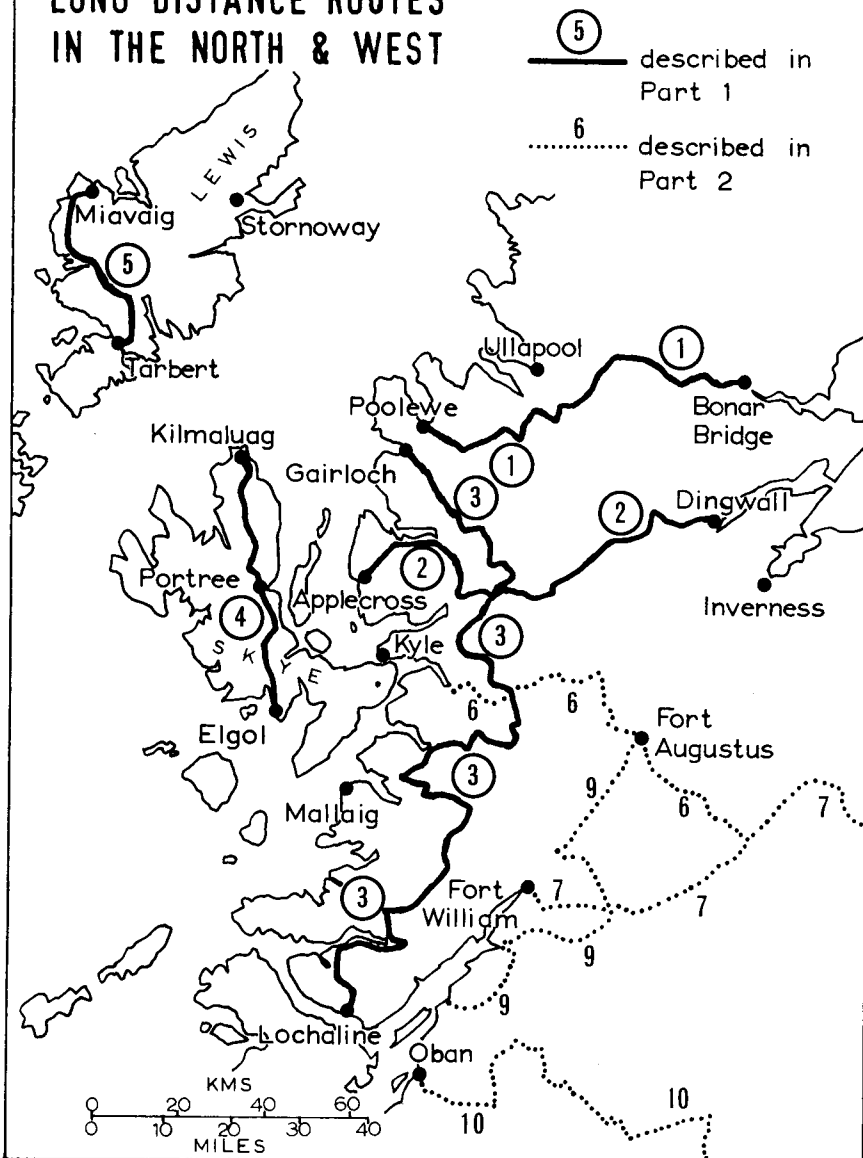 LONG DISTANCE ROUTES
IN THE NORTH & WEST
5
described in
Part 1
6
described in
Part 2
LEWIS
Miavaig
Stornoway
5
Tarbert
Ullapool
1
Poolewe
Bonar
Bridge
Kilmaluag
Gairloch
1
3
Dingwall
2
Portree
2
Applecross
Inverness
4
3
Kyle
SKYE
6
6
Elgol
Fort
Augustus
3
9
Mallaig
6
7
3
Fort
William
7
7
9
9
Lochaline
Oban
KMS
0 20 40 60
0 10 20 30 40
MILES
10
10